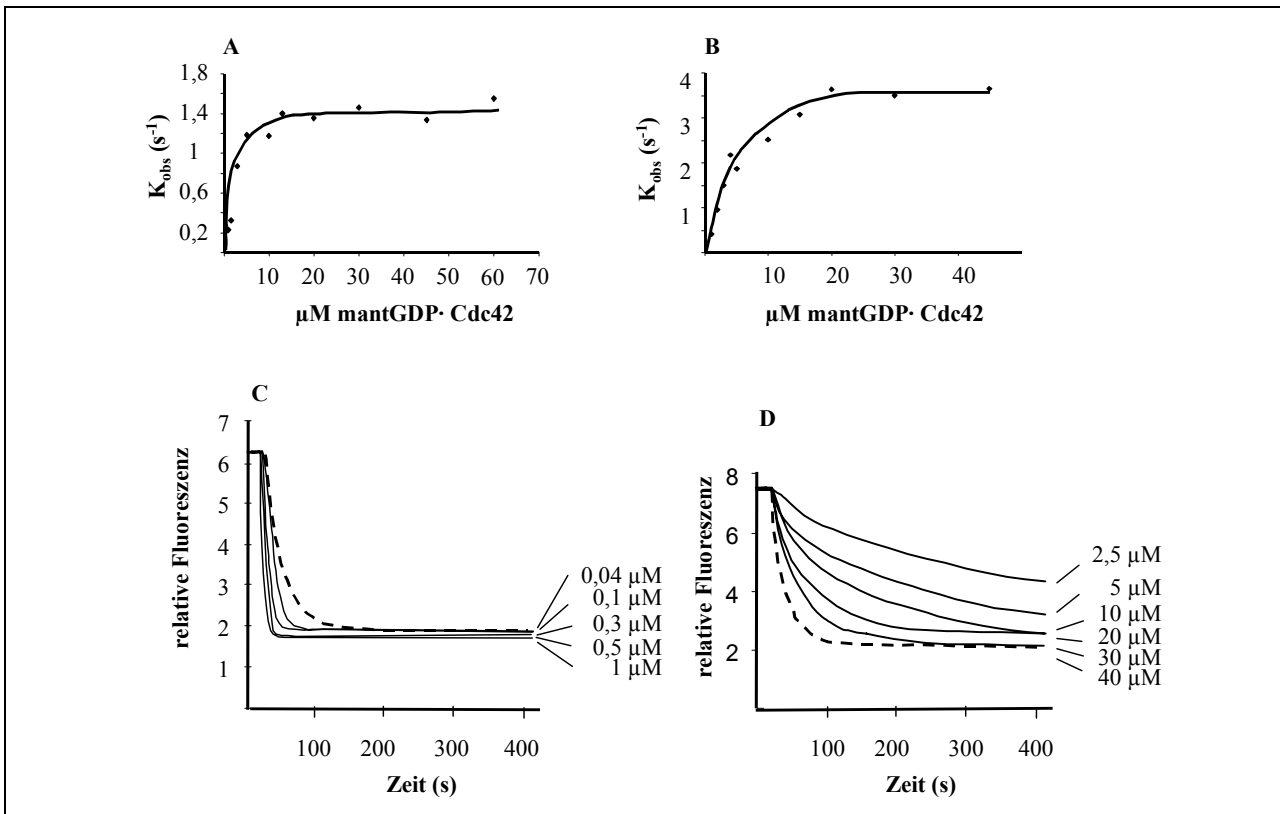 A
1,8
1,4
1
0,6
0,2
K_obs (s⁻¹)
10 20 30 40 50 60 70
µM mantGDP· Cdc42
B
4
3
2
1
K_obs (s⁻¹)
10 20 30 40
µM mantGDP· Cdc42
C
7
6
5
4
3
2
1
relative Fluoreszenz
0,04 µM
0,1 µM
0,3 µM
0,5 µM
1 µM
100 200 300 400
Zeit (s)
D
8
6
4
2
relative Fluoreszenz
2,5 µM
5 µM
10 µM
20 µM
30 µM
40 µM
100 200 300 400
Zeit (s)